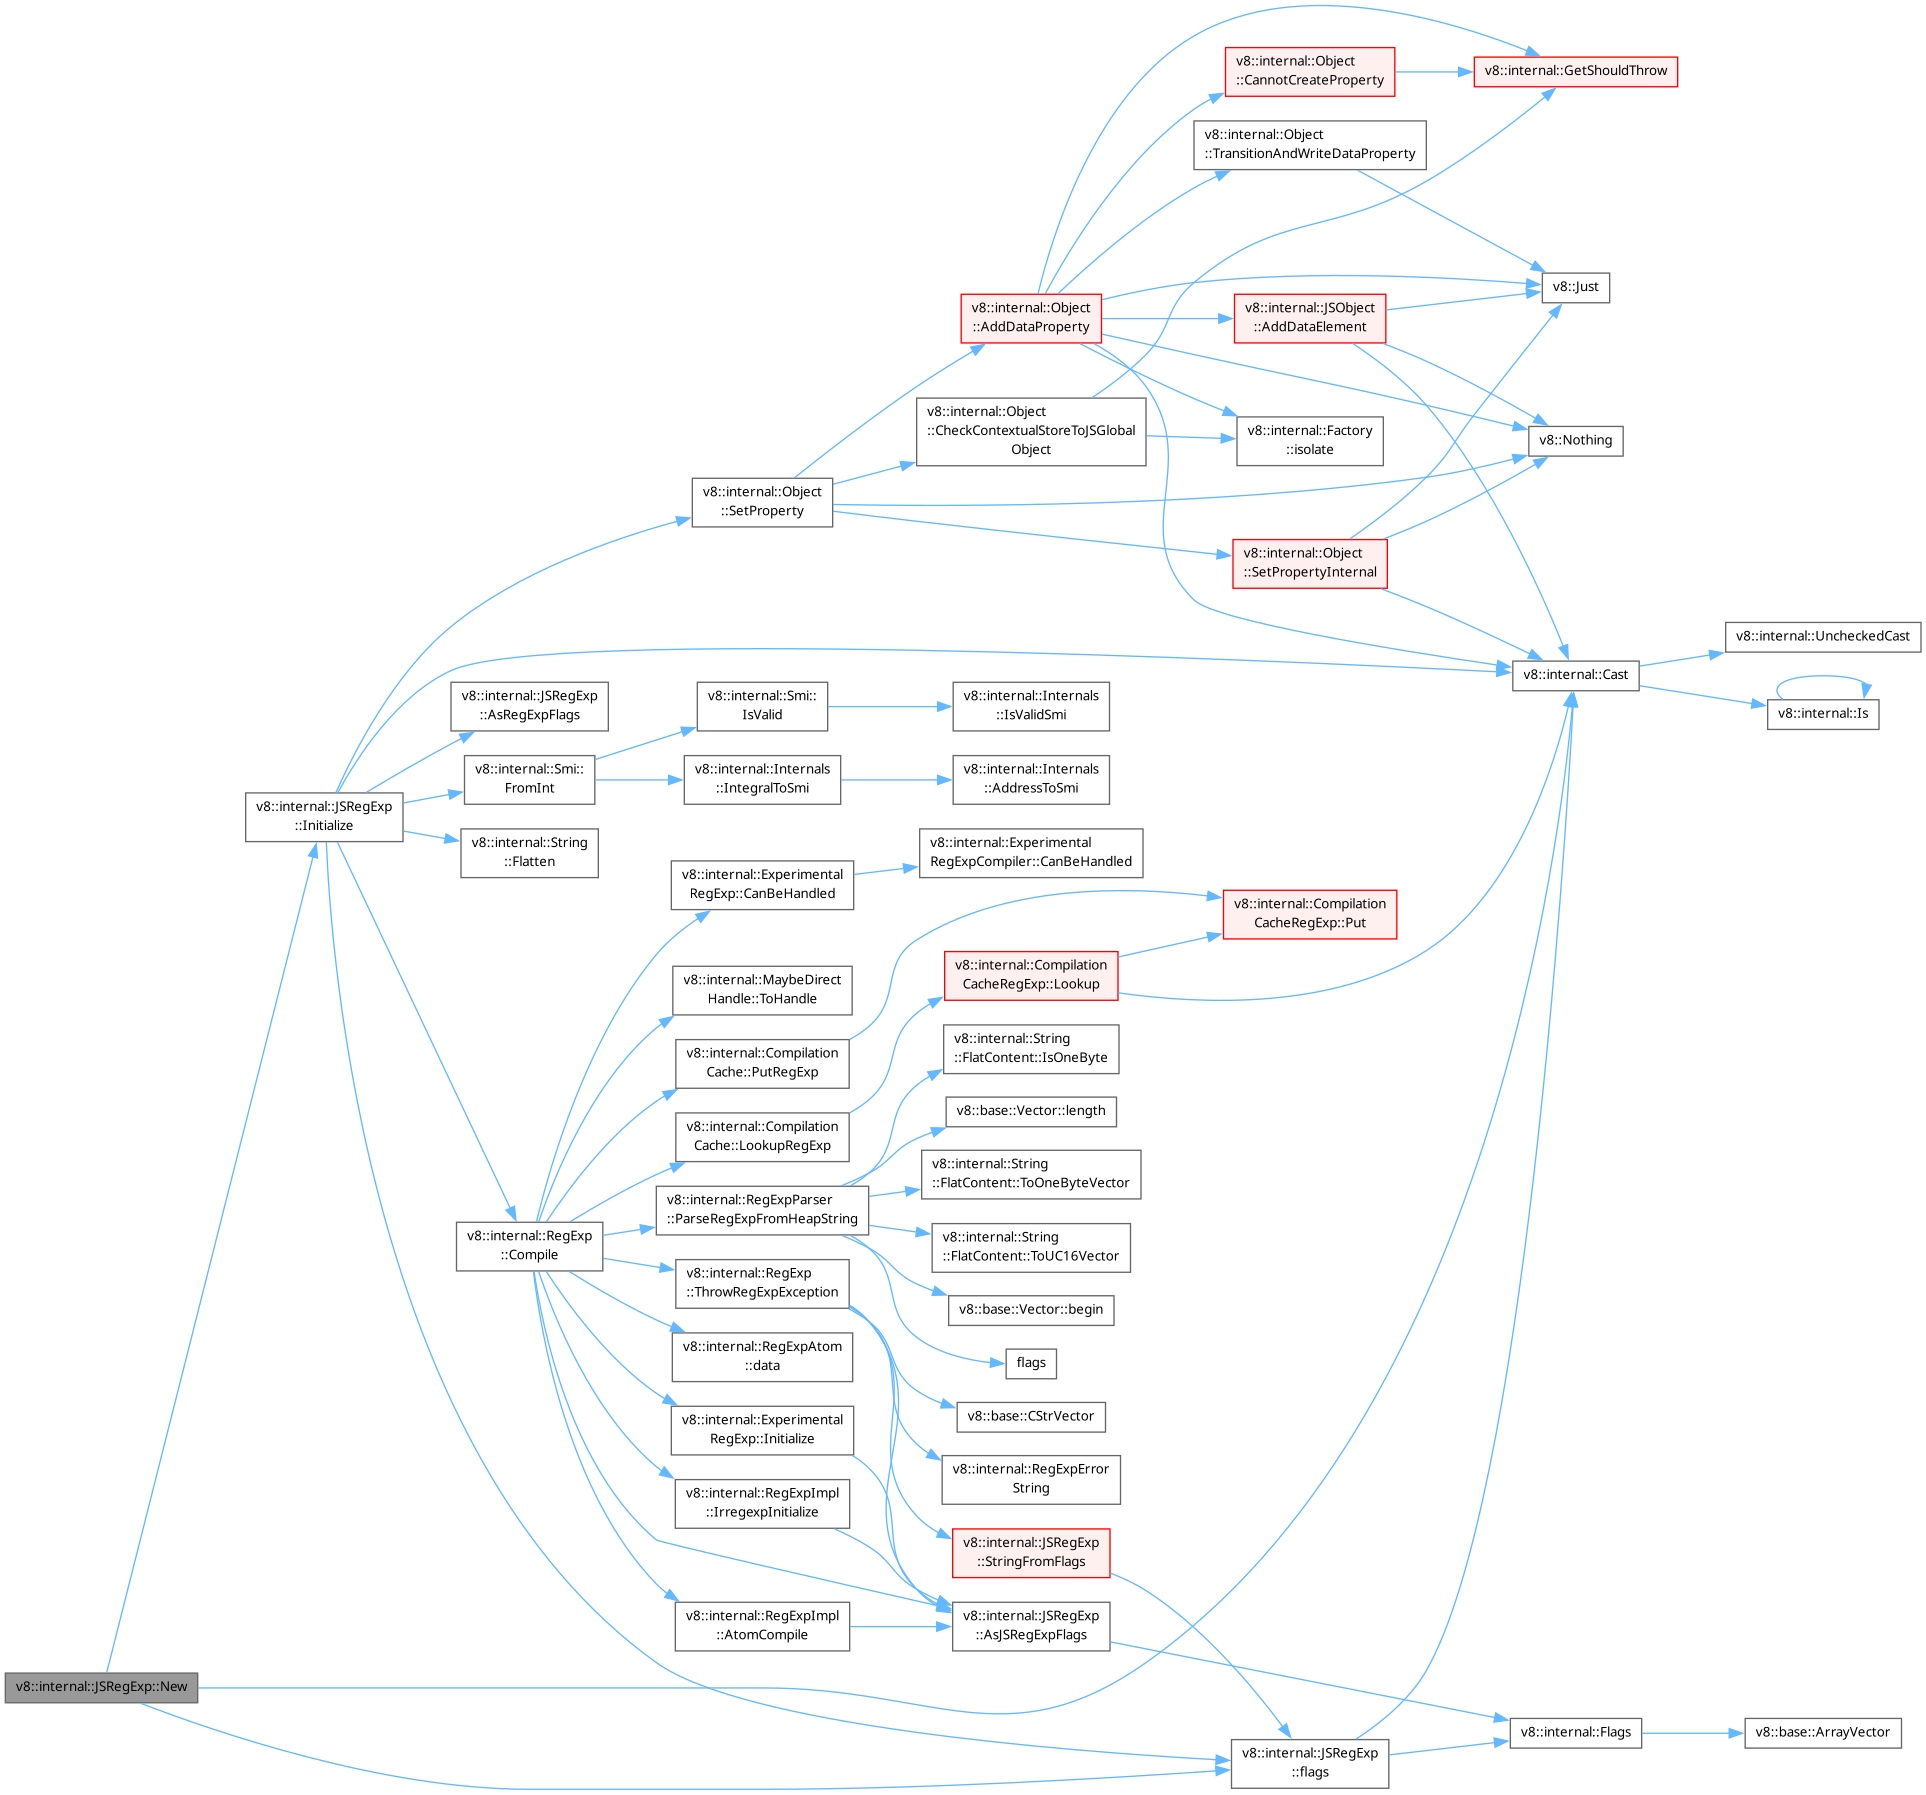 v8::internal::Object
::CannotCreateProperty
v8::internal::GetShouldThrow
v8::internal::Object
::TransitionAndWriteDataProperty
v8::Just
v8::internal::Object
::AddDataProperty
v8::internal::JSObject
::AddDataElement
v8::internal::Object
::CheckContextualStoreToJSGlobal
Object
v8::internal::Factory
::isolate
v8::Nothing
v8::internal::Object
::SetProperty
v8::internal::Object
::SetPropertyInternal
v8::internal::UncheckedCast
v8::internal::Cast
v8::internal::Is
v8::internal::JSRegExp
::AsRegExpFlags
v8::internal::Smi::
IsValid
v8::internal::Internals
::IsValidSmi
v8::internal::Smi::
FromInt
v8::internal::Internals
::IntegralToSmi
v8::internal::Internals
::AddressToSmi
v8::internal::JSRegExp
::Initialize
v8::internal::String
::Flatten
v8::internal::Experimental
RegExp::CanBeHandled
v8::internal::Experimental
RegExpCompiler::CanBeHandled
v8::internal::Compilation
CacheRegExp::Put
v8::internal::MaybeDirect
Handle::ToHandle
v8::internal::Compilation
CacheRegExp::Lookup
v8::internal::Compilation
Cache::PutRegExp
v8::internal::String
::FlatContent::IsOneByte
v8::internal::Compilation
Cache::LookupRegExp
v8::base::Vector::length
v8::internal::RegExpParser
::ParseRegExpFromHeapString
v8::internal::String
::FlatContent::ToOneByteVector
v8::internal::RegExp
::Compile
v8::internal::String
::FlatContent::ToUC16Vector
v8::internal::RegExp
::ThrowRegExpException
v8::base::Vector::begin
v8::internal::RegExpAtom
::data
flags
v8::internal::Experimental
RegExp::Initialize
v8::base::CStrVector
v8::internal::RegExpError
String
v8::internal::RegExpImpl
::IrregexpInitialize
v8::internal::JSRegExp
::StringFromFlags
v8::internal::RegExpImpl
::AtomCompile
v8::internal::JSRegExp
::AsJSRegExpFlags
v8::internal::JSRegExp::New
v8::internal::JSRegExp
::flags
v8::internal::Flags
v8::base::ArrayVector